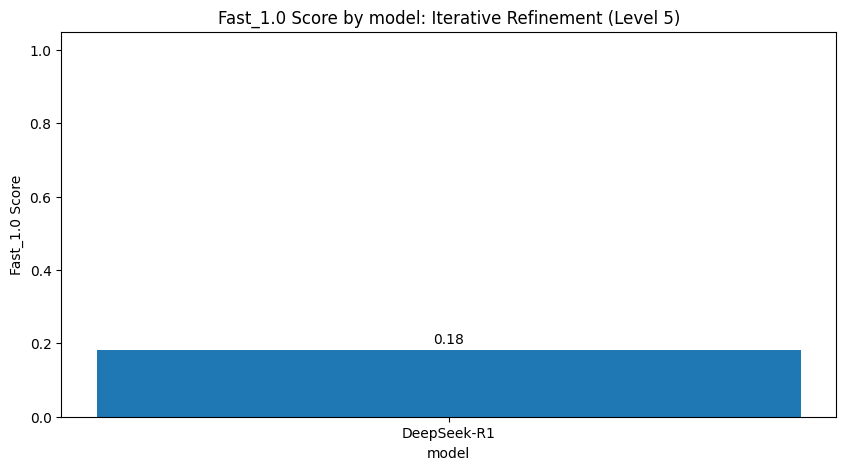 Fast_1.0 Score by model: Iterative Refinement (Level 5)
Fast_1.0 Score
1.0
0.8
0.6
0.4
0.2
0.0
0.18
DeepSeek-R1
model